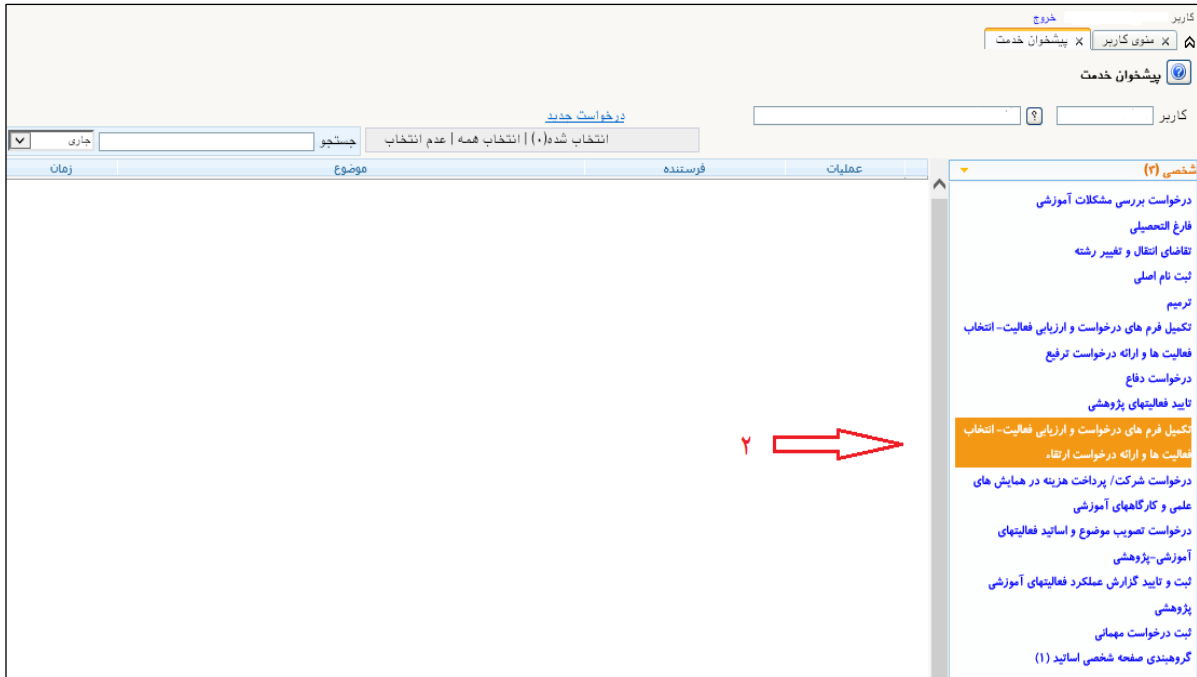 کاربر
خروج
منوی کاربر x
پیشخوان خدمت x
پیشخوان خدمت
کاربر
?
درخواست جدید
انتخاب شده(۰) | انتخاب همه | عدم انتخاب
جستجو
جاری
عملیات
فرستنده
موضوع
زمان
شخصی (۳)
درخواست بررسی مشکلات آموزشی
فارغ التحصیلی
تقاضای انتقال و تغییر رشته
ثبت نام اصلی
ترمیم
تکمیل فرم های درخواست و ارزیابی فعالیت- انتخاب
فعالیت ها و ارائه درخواست ترفیع
درخواست دفاع
تایید فعالیتهای پژوهشی
تکمیل فرم های درخواست و ارزیابی فعالیت- انتخاب
فعالیت ها و ارائه درخواست ارتقاء
۲
درخواست شرکت/ پرداخت هزینه در همایش های
علمی و کارگاههای آموزشی
درخواست تصویب موضوع و اساتید فعالیتهای
آموزشی-پژوهشی
ثبت و تایید گزارش عملکرد فعالیتهای آموزشی
پژوهشی
ثبت درخواست مهمانی
گروهبندی صفحه شخصی اساتید (۱)